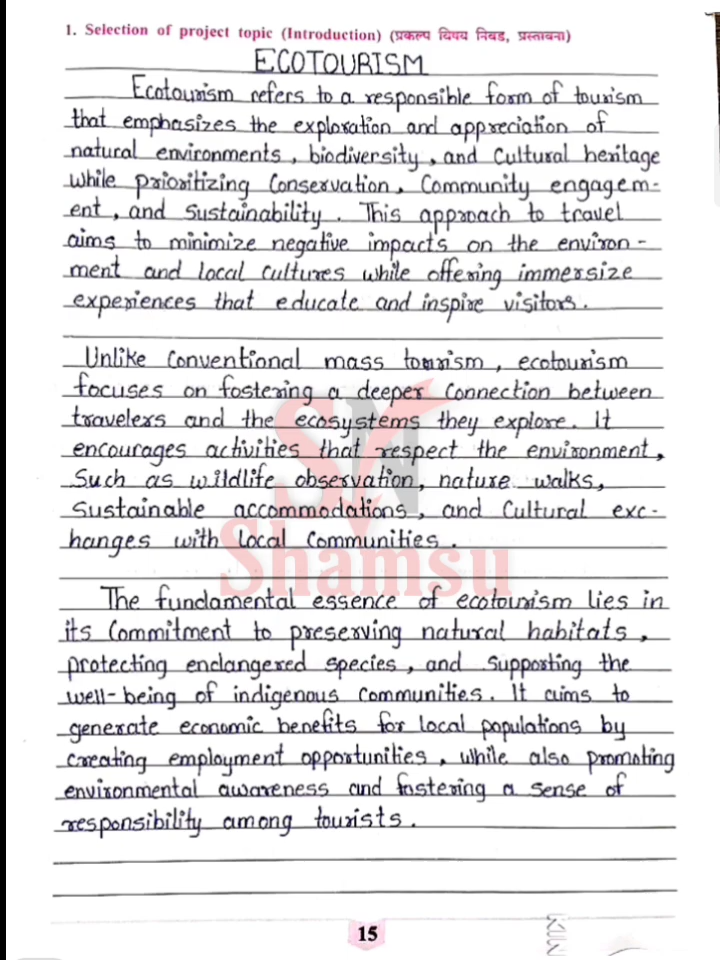 1. Selection of project topic (Introduction) (प्रकल्प विषय निवड, प्रस्तावना)
ECOTOURISM
Ecotourism refers to a responsible form of tourism
that emphasizes the exploration and appreciation of
natural environments, biodiversity, and Cultural heritage
while prioritizing Conservation, Community engagem-
ent, and Sustainability. This approach to travel
aims to minimize negative impacts on the environ-
ment and local Cultures while offering immersize
experiences that educate and inspire visitors.
Unlike Conventional mass tourism, ecotourism
focuses on fostering a deeper Connection between
travelers and the ecosystems they explore. It
encourages activities that respect the environment,
Such as wildlife observation, nature walks,
Sustainable accommodations, and Cultural exc-
hanges with Local Communities.
SN
Shamsu
The fundamental essence of ecotourism lies in
its Commitment to preserving natural habitats,
protecting endangered species, and supporting the
well-being of indigenous Communities. It aims to
generate economic benefits for local populations by
Creating employment opportunities, while also promoting
environmental awareness and fostering a sense of
responsibility among tourists.
15